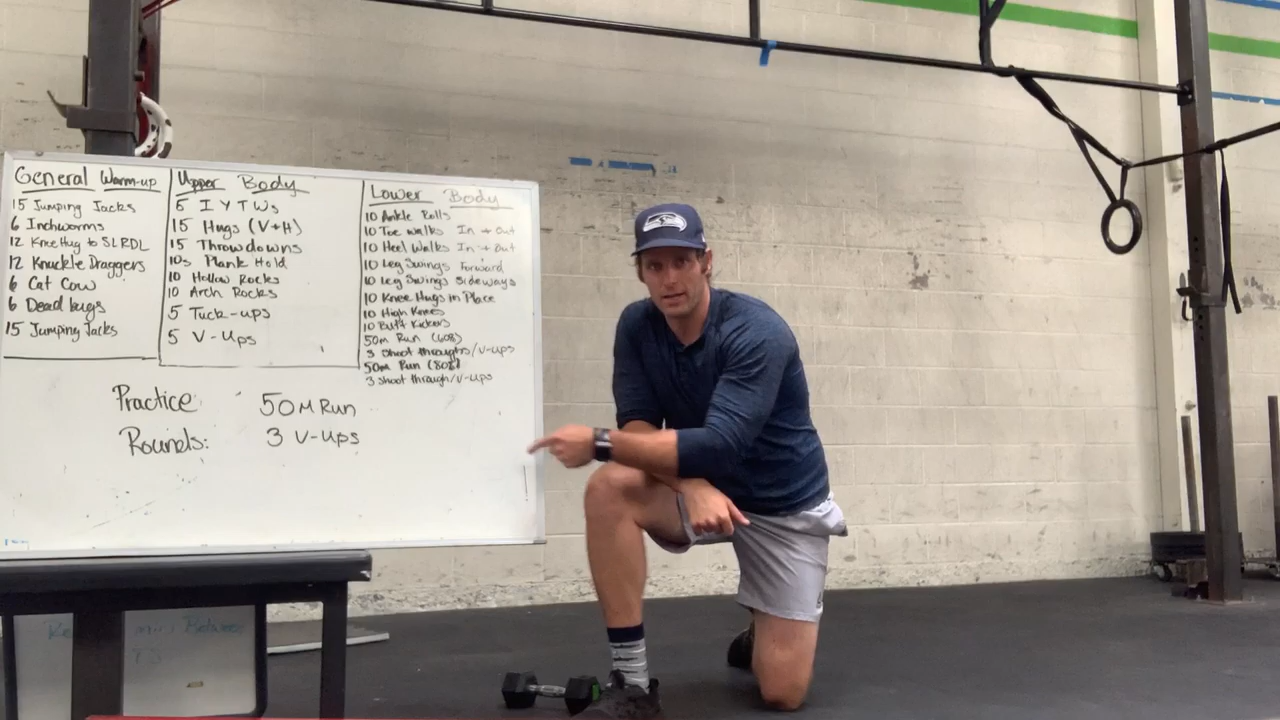 General Warm-up
15 Jumping Jacks
6 Inchworms
12 Knee Hug to SLRDL
12 Knuckle Draggers
6 Cat Cow
6 Dead bugs
15 Jumping Jacks
Upper Body
5 I Y T Ws
15 Hugs (V+H)
15 Throwdowns
10s Plank Hold
10 Hollow Rocks
10 Arch Rocks
5 Tuck-ups
5 V-Ups
Lower Body
10 Ankle Rolls
10 Toe Walks In + Out
10 Heel Walks In + Out
10 Leg Swings Forward
10 Leg Swings Sideways
10 Knee Hugs in Place
10 High Knees
10 Butt Kickers
50m Run (60%)
3 Shoot throughs/V-ups
50m Run (80%)
3 Shoot through/V-ups
Practice: 50M Run
Rounds: 3 V-ups
Between